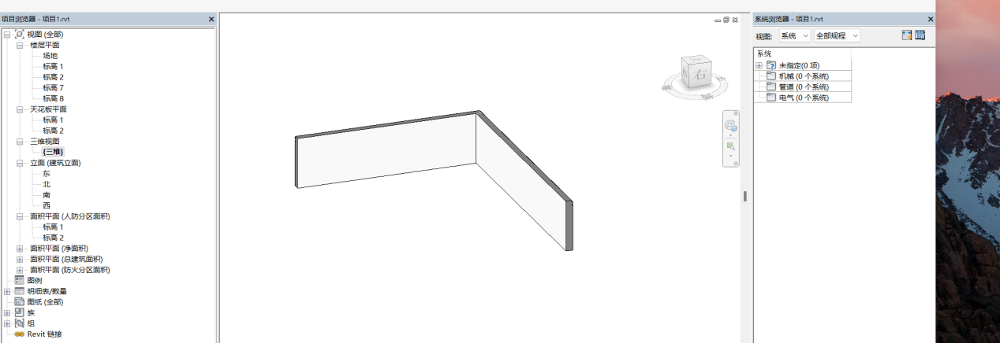 项目浏览器 - 项目1.rvt
视图 (全部)
楼层平面
场地
标高 1
标高 2
标高 7
标高 8
天花板平面
标高 1
标高 2
三维视图
{三维}
立面 (建筑立面)
东
北
南
西
面积平面 (人防分区面积)
标高 1
标高 2
面积平面 (净面积)
面积平面 (总建筑面积)
面积平面 (防火分区面积)
图例
明细表/数量
图纸 (全部)
族
组
Revit 链接
右
系统浏览器 - 项目1.rvt
视图: 系统 全部规程
系统
未指定(0 项)
机械 (0 个系统)
管道 (0 个系统)
电气 (0 个系统)